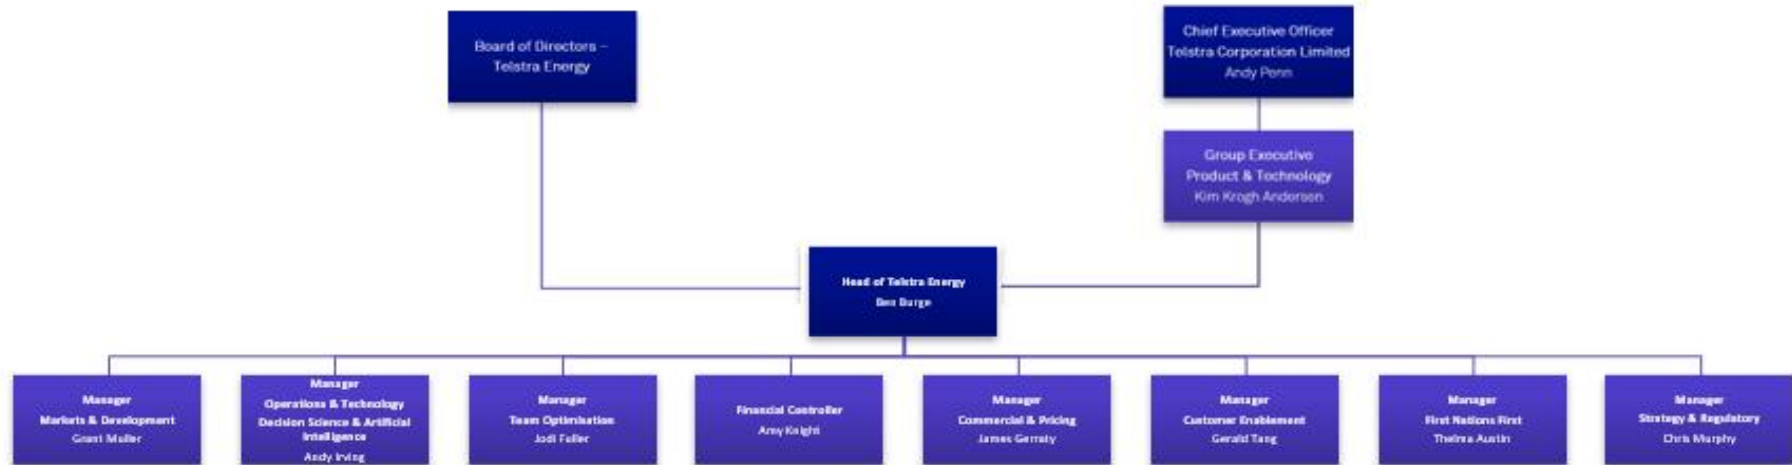 Board of Directors –
Telstra Energy
Chief Executive Officer
Telstra Corporation Limited
Andy Penn
Group Executive
Product & Technology
Kim Krogh Andersen
Head of Telstra Energy
Ben Burge
Manager
Markets & Development
Grant Muller
Manager
Operations & Technology
Decision Science & Artificial
Intelligence
Andy Irving
Manager
Team Optimisation
Jodi Fuller
Financial Controller
Amy Knight
Manager
Commercial & Pricing
James Gerraty
Manager
Customer Enablement
Gerald Tang
Manager
First Nations First
Thelma Austin
Manager
Strategy & Regulatory
Chris Murphy